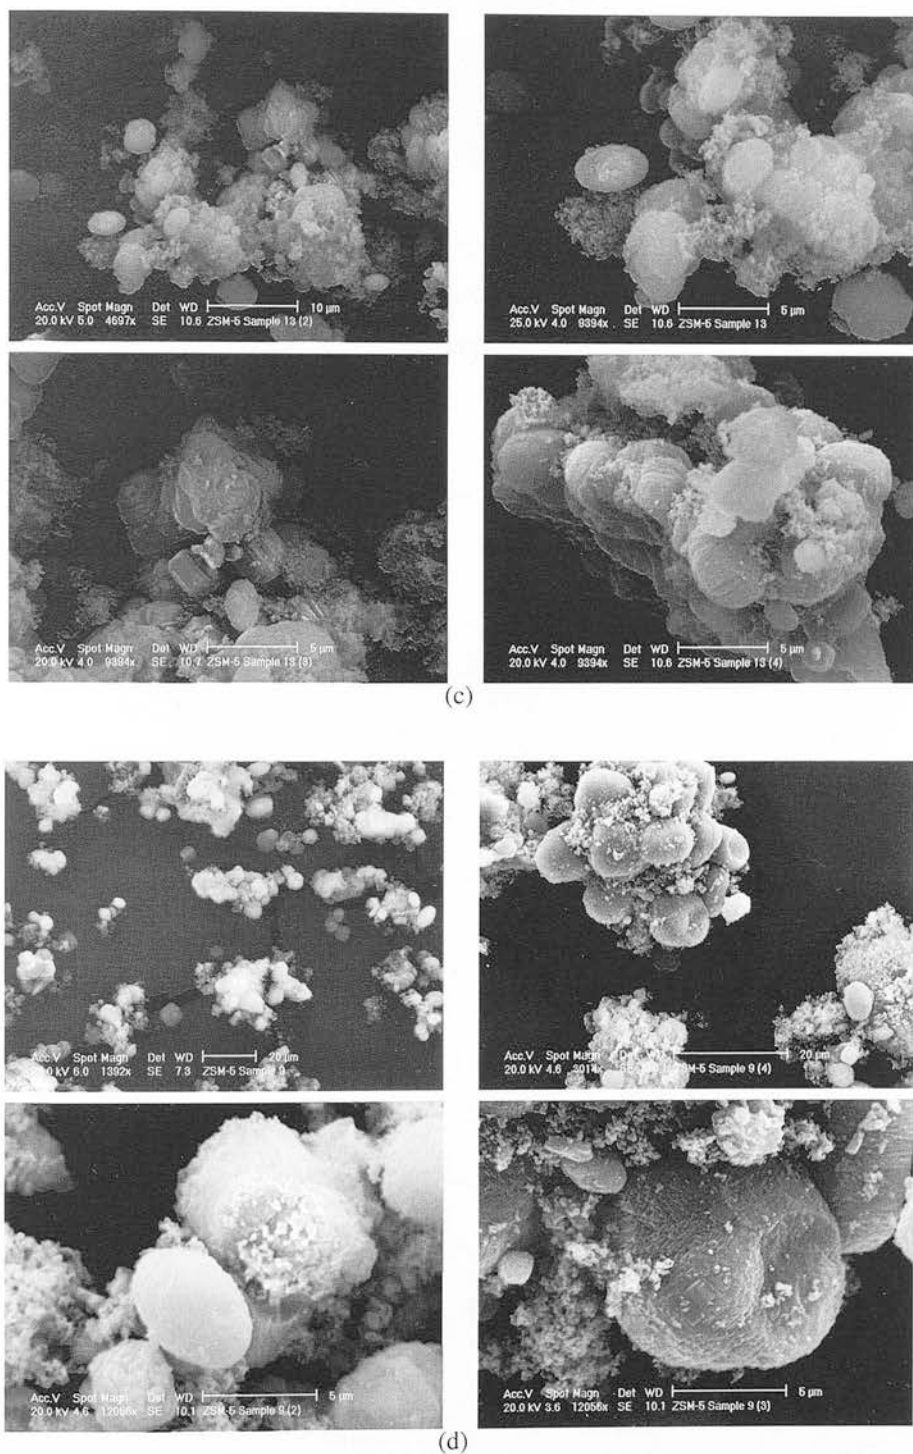 Acc.V Spot Magn Det WD 10 µm
20.0 kV 5.0 4697x SE 10.6 ZSM-5 Sample 13 (2)
Acc.V Spot Magn Det WD 5 µm
25.0 kV 4.0 9394x SE 10.6 ZSM-5 Sample 13
Acc.V Spot Magn Det WD 5 µm
20.0 kV 4.0 9394x SE 10.7 ZSM-5 Sample 13 (3)
Acc.V Spot Magn Det WD 5 µm
20.0 kV 4.0 9394x SE 10.6 ZSM-5 Sample 13 (4)
(c)
Acc.V Spot Magn Det WD 20 µm
kV 6.0 1392x SE 7.3 ZSM-5 Sample 9
Acc.V Spot Magn Det WD 20 µm
20.0 kV 4.6 ZSM-5 Sample 9 (4)
Acc.V Spot Magn Det WD 5 µm
20.0 kV 4.6 12056x SE 10.1 ZSM-5 Sample 9 (2)
Acc.V Spot Magn Det WD 5 µm
20.0 kV 3.6 12056x SE 10.1 ZSM-5 Sample 9 (3)
(d)